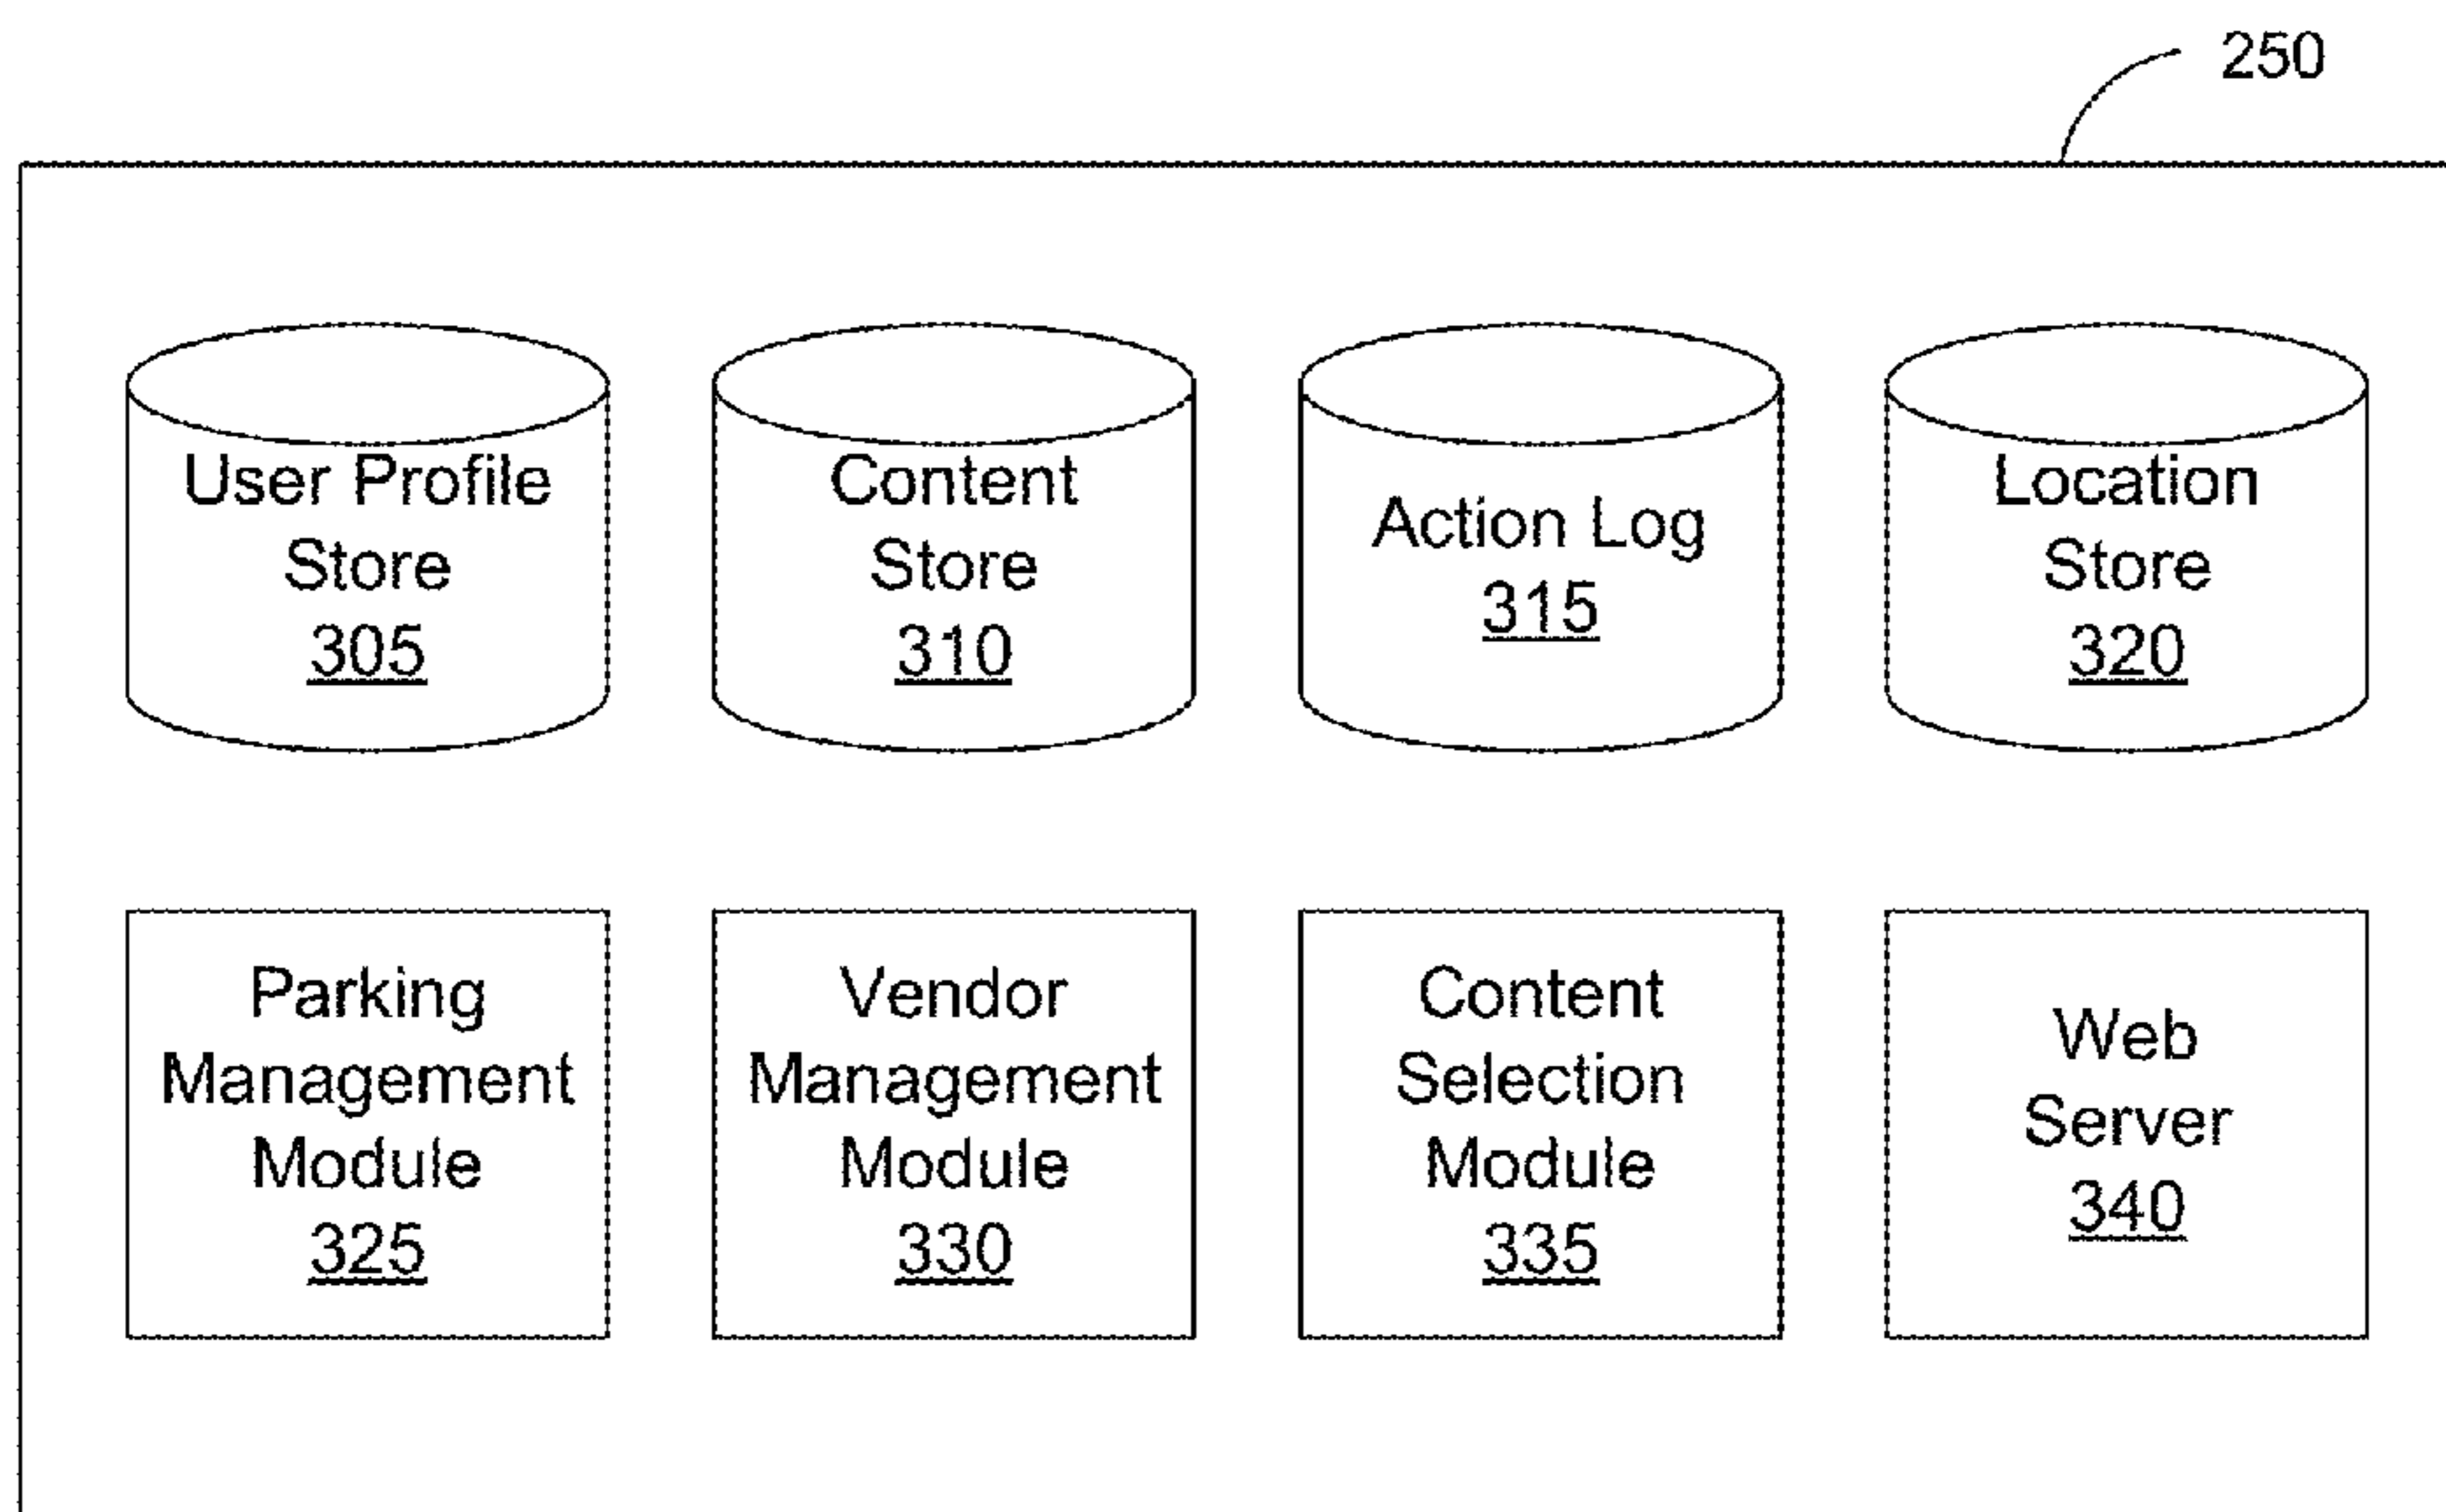 250
User Profile
Store
305
Content
Store
310
Action Log
315
Location
Store
320
Parking
Management
Module
325
Vendor
Management
Module
330
Content
Selection
Module
335
Web
Server
340